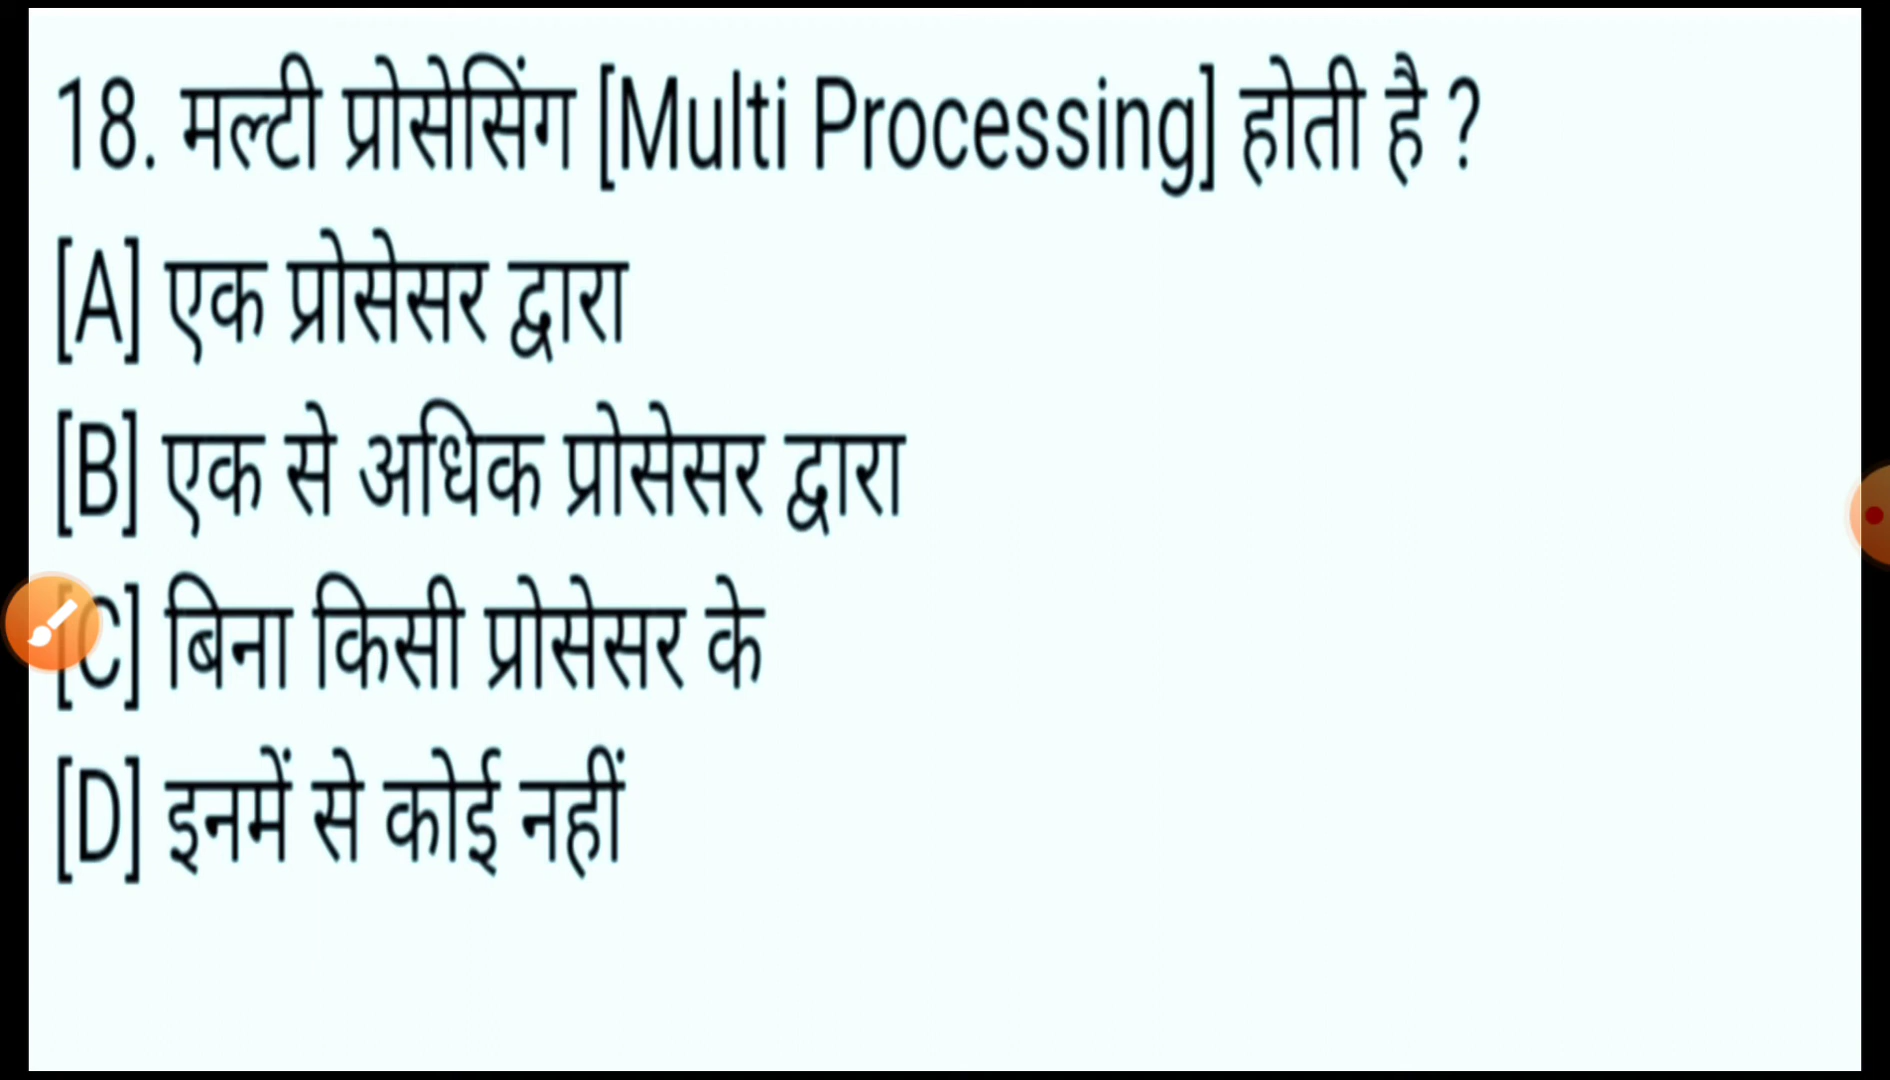 18. मल्टी प्रोसेसिंग [Multi Processing] होती है ?
[A] एक प्रोसेसर द्वारा
[B] एक से अधिक प्रोसेसर द्वारा
[C] बिना किसी प्रोसेसर के
[D] इनमें से कोई नहीं